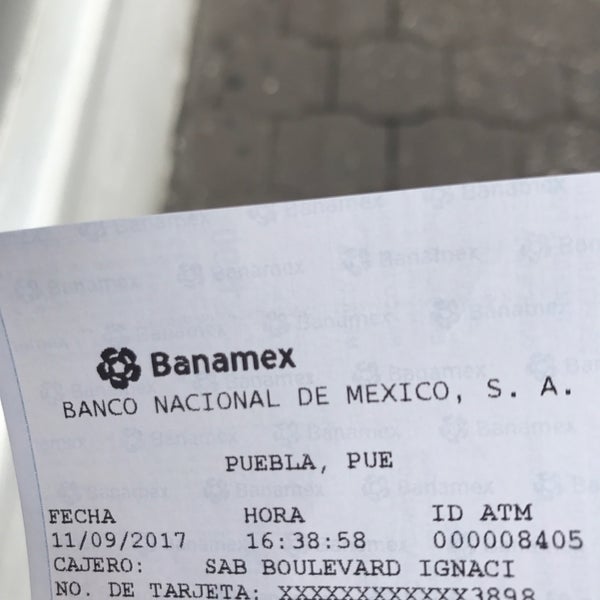 Banamex
BANCO NACIONAL DE MEXICO, S. A.
PUEBLA, PUE
FECHA HORA ID ATM
11/09/2017 16:38:58 000008405
CAJERO: SAB BOULEVARD IGNACI
NO. DE TARJETA: XXXXXXXXXXXX3898